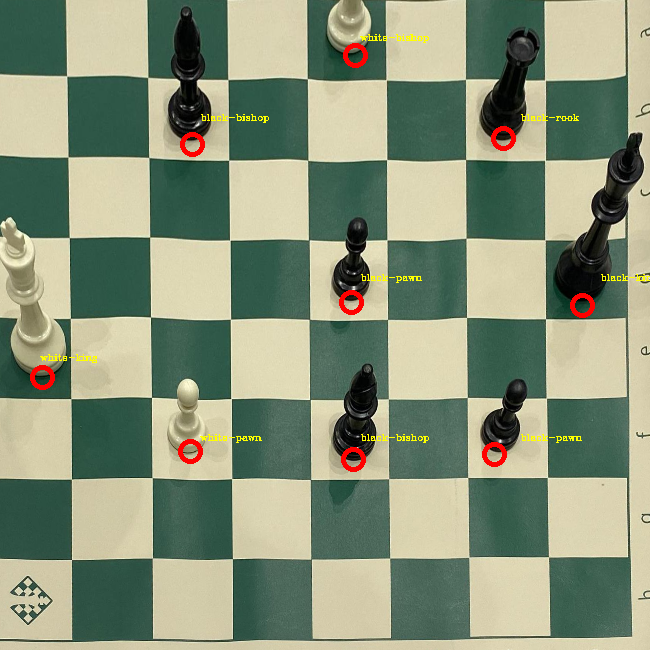 white-bishop
a
black-bishop
black-rook
b
c
black-pawn
white-king
e
white-pawn
black-bishop
black-pawn
f
g
h